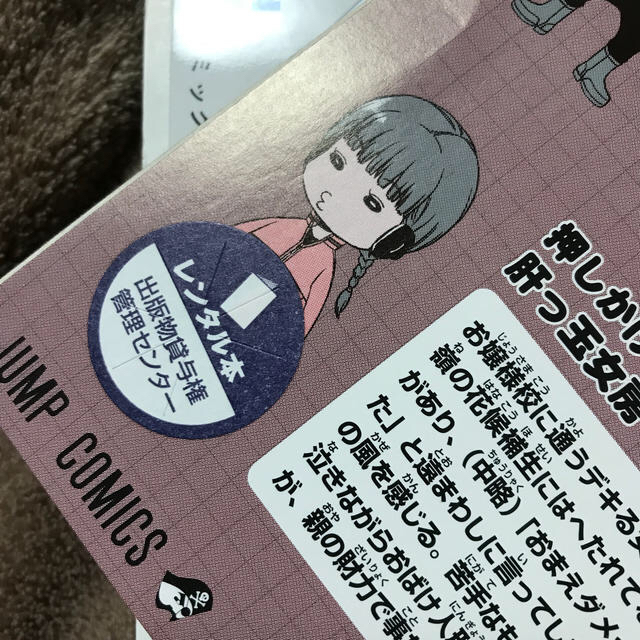 ミック
押しかけ
肝っ玉女房
お嬢様校に通うデキる
嶺の花候補生にはへたれて
があり、(中略)「おまえダメ
た」と遠まわしに言ってい
の風を感じる。苦手な
泣きながらおばけ人
が、親の財力で事
レンタル本
出版物貸与権
管理センター
JUMP COMICS